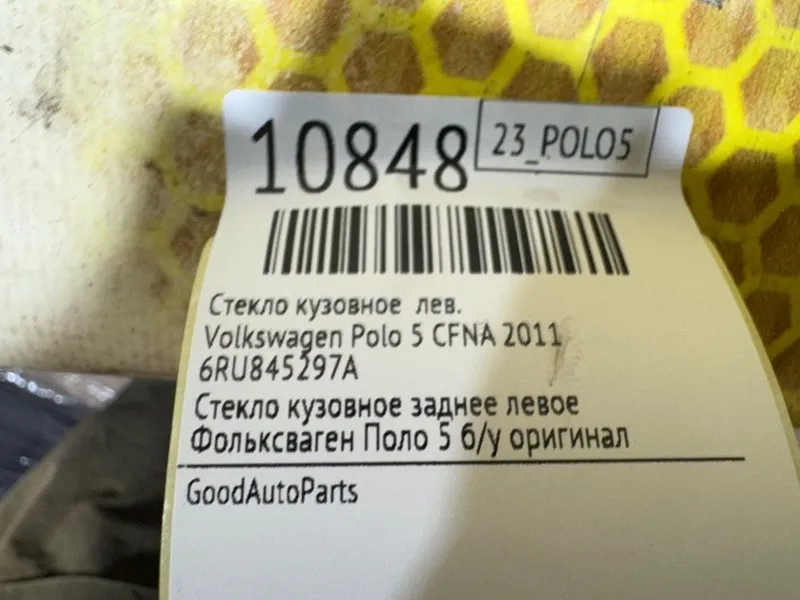 10848
23_POLO5
Стекло кузовное лев.
Volkswagen Polo 5 CFNA 2011
6RU845297A
Стекло кузовное заднее левое
Фольксваген Поло 5 б/у оригинал
GoodAutoParts